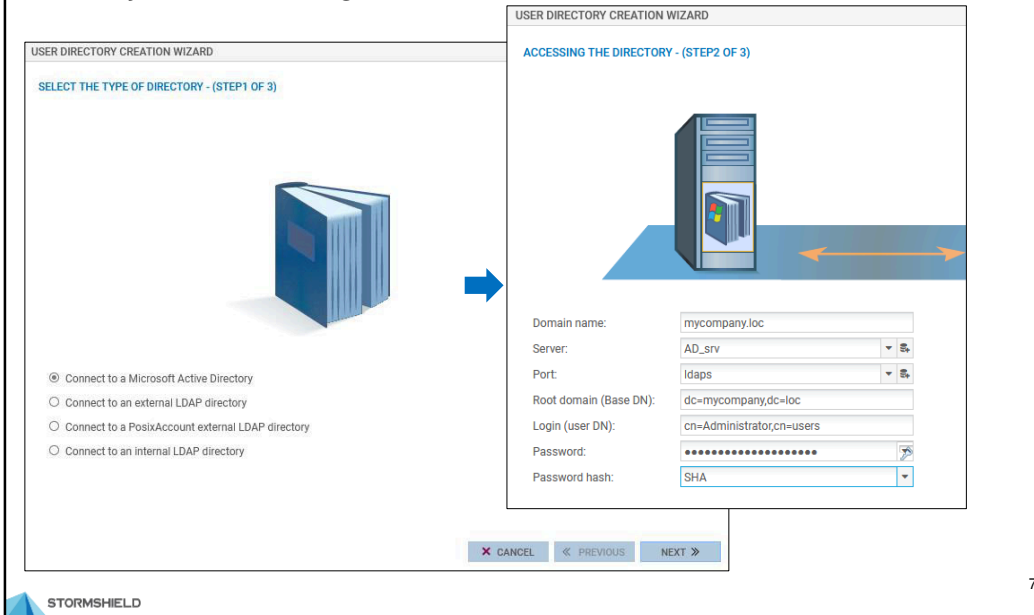 USER DIRECTORY CREATION WIZARD
SELECT THE TYPE OF DIRECTORY - (STEP1 OF 3)
Connect to a Microsoft Active Directory
Connect to an external LDAP directory
Connect to a PosixAccount external LDAP directory
Connect to an internal LDAP directory
CANCEL PREVIOUS NEXT
USER DIRECTORY CREATION WIZARD
ACCESSING THE DIRECTORY - (STEP2 OF 3)
Domain name: mycompany.loc
Server: AD_srv
Port: ldaps
Root domain (Base DN): dc=mycompany,dc=loc
Login (user DN): cn=Administrator,cn=users
Password: ••••••••••••••••••••
Password hash: SHA
STORMSHIELD
7